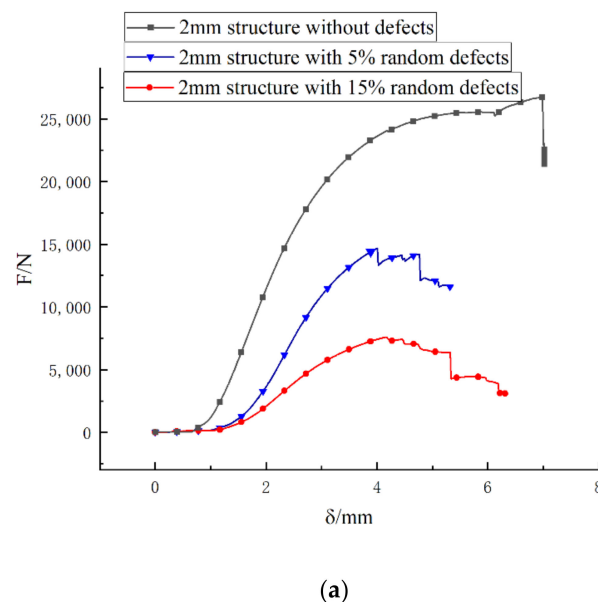 2mm structure without defects
2mm structure with 5% random defects
2mm structure with 15% random defects
25,000
20,000
15,000
10,000
5,000
0
F/N
0 2 4 6 8
δ/mm
(a)